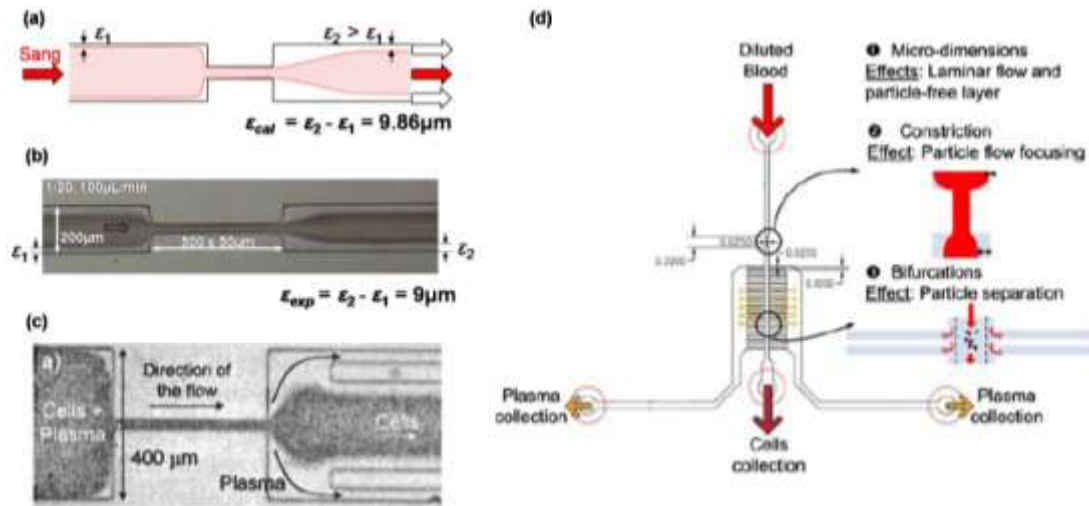 (a)
ε1
Sang
ε2 > ε1
εcal = ε2 - ε1 = 9.86µm
(b)
1/20, 100µL/min
200µm
500 x 50µm
ε1
ε2
εexp = ε2 - ε1 = 9µm
(c)
a)
Direction of
the flow
Cells +
Plasma
Cells
400 µm
Plasma
(d)
Diluted
Blood
❶ Micro-dimensions
Effects: Laminar flow and
particle-free layer
❷ Constriction
Effect: Particle flow focusing
❸ Bifurcations
Effect: Particle separation
Plasma
collection
Cells
collection
Plasma
collection